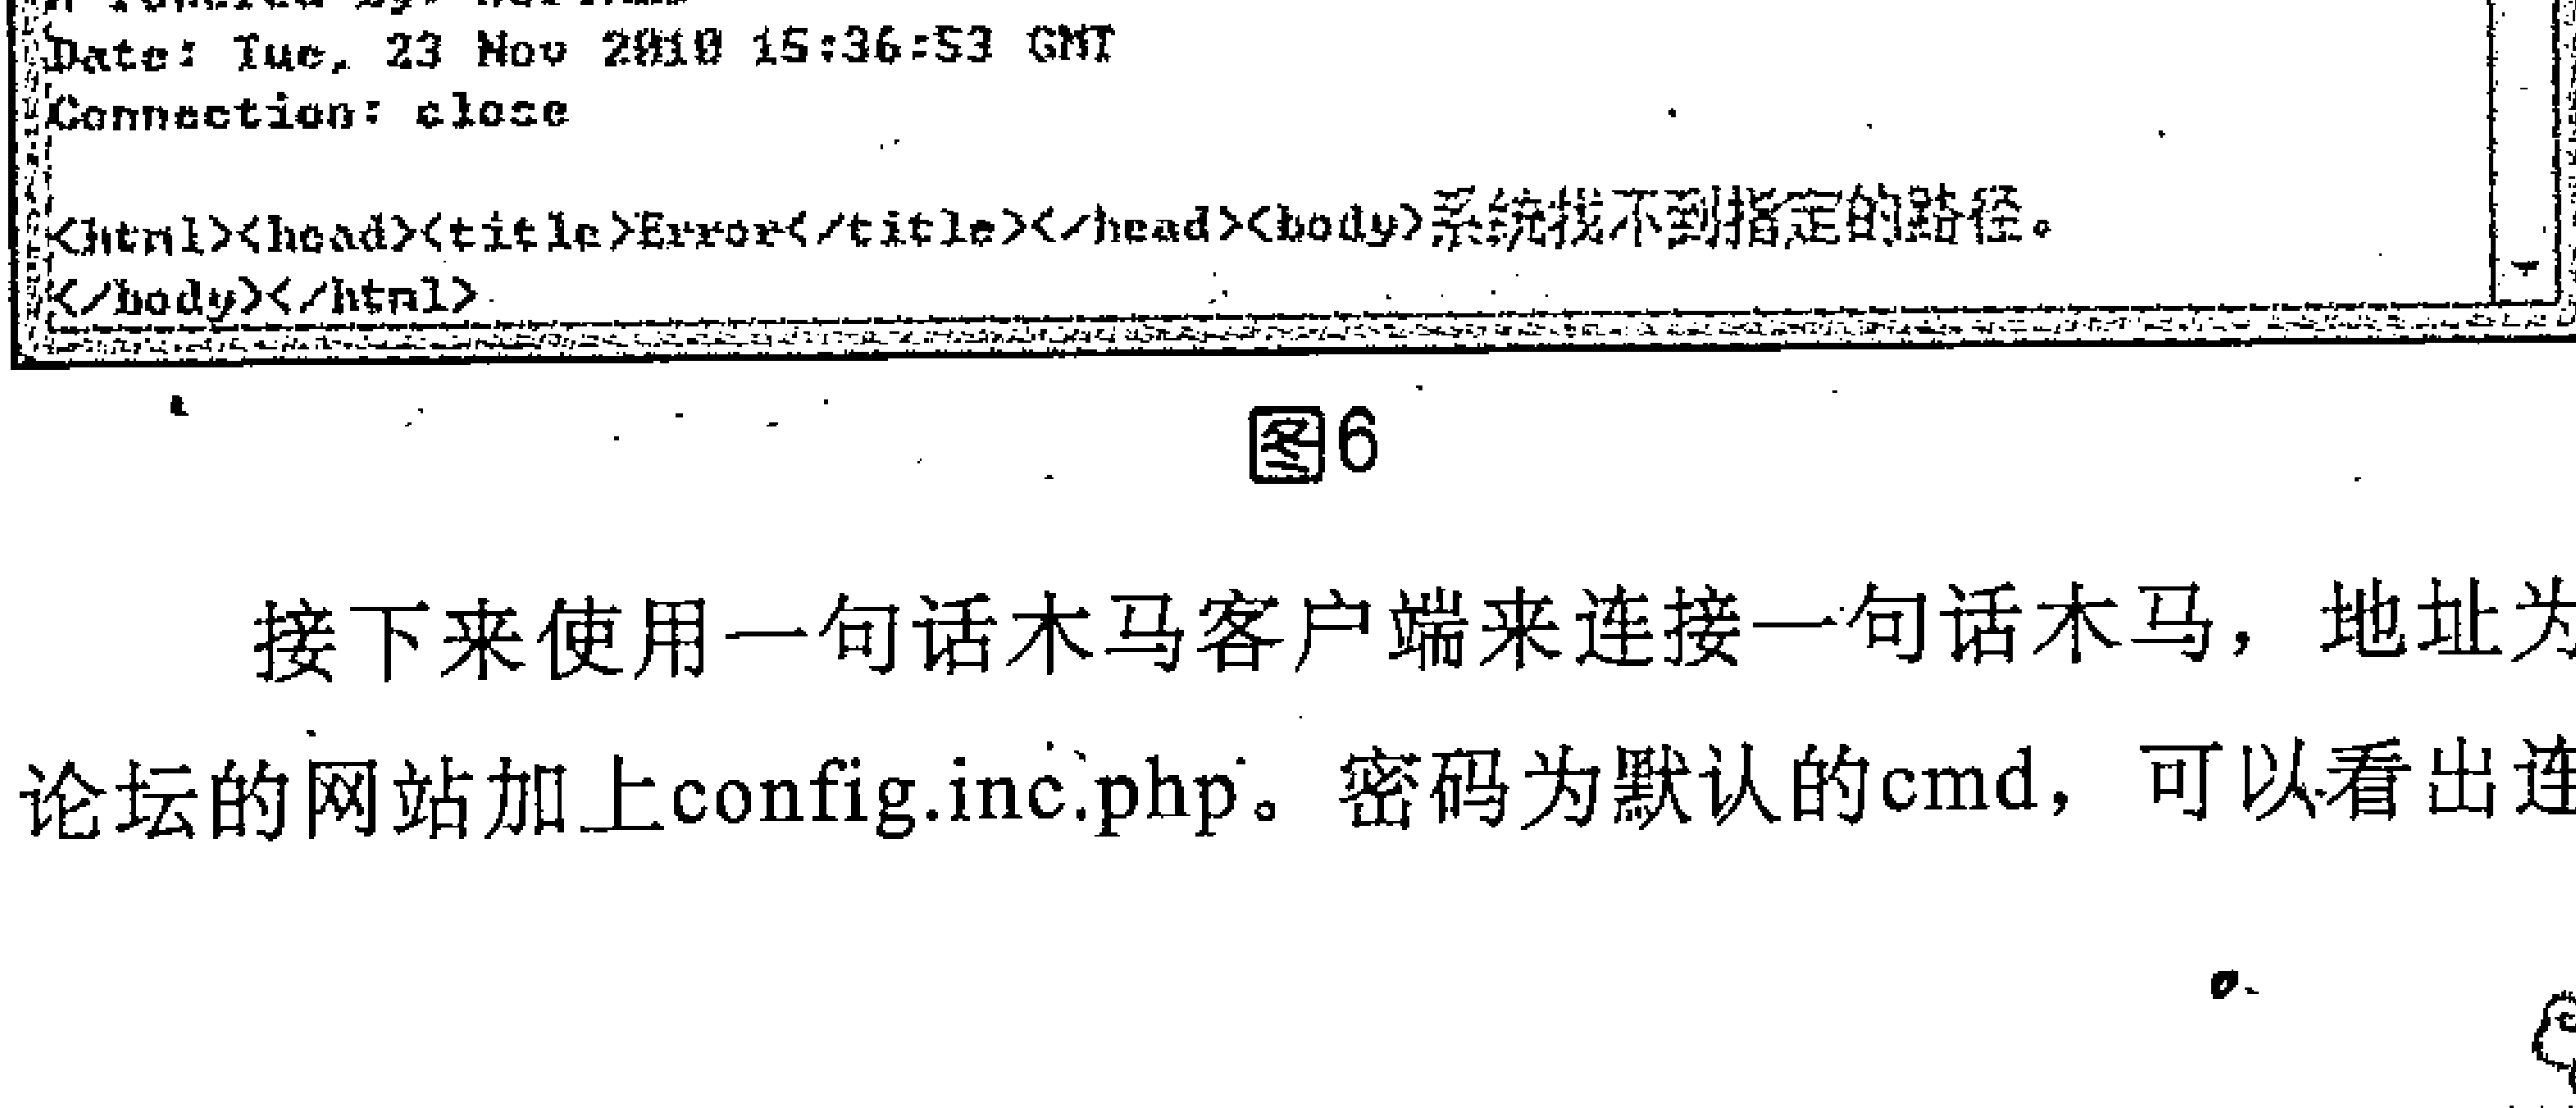 Date: Tue, 23 Nov 2010 15:36:53 GMT
Connection: close
<html><head><title>Error</title></head><body>系统找不到指定的路径。
</body></html>
图6
接下来使用一句话木马客户端来连接一句话木马，地址为
论坛的网站加上config.inc.php。密码为默认的cmd，可以看出连